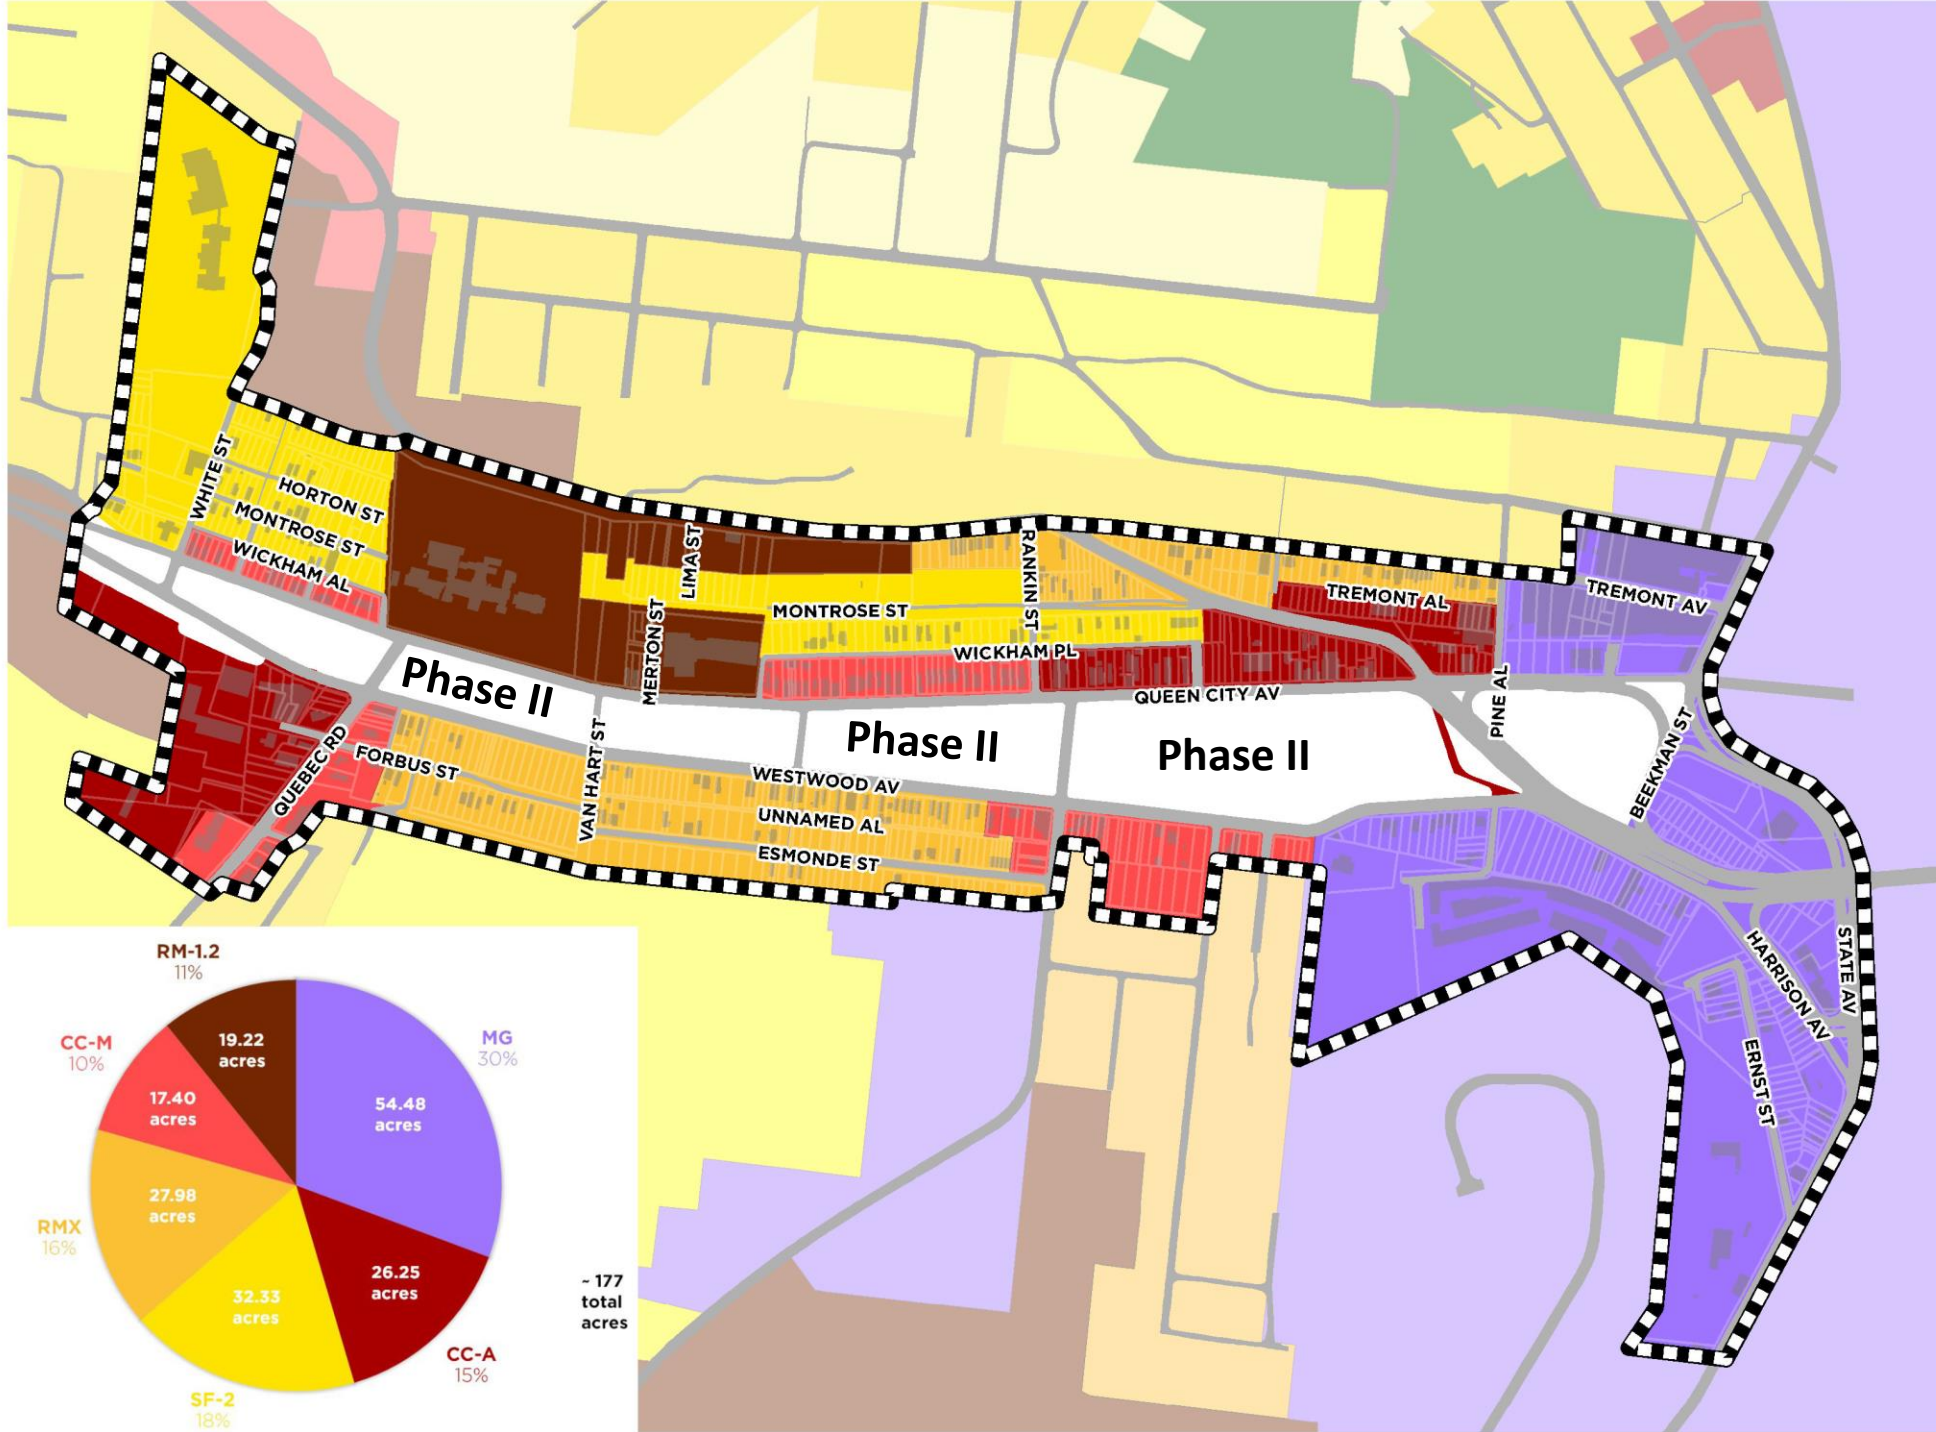 WHITE ST
HORTON ST
MONTROSE ST
WICKHAM AL
LIMA ST
RANKIN ST
MERTON ST
MONTROSE ST
WICKHAM PL
TREMONT AL
TREMONT AV
QUEEN CITY AV
PINE AL
BEEKMAN ST
Phase II
Phase II
Phase II
QUEBEC RD
FORBUS ST
VAN HART ST
WESTWOOD AV
UNNAMED AL
ESMONDE ST
HARRISON AV
STATE AV
ERNST ST
RM-1.2
11%
CC-M
10%
MG
30%
19.22
acres
17.40
acres
54.48
acres
27.98
acres
RMX
16%
32.33
acres
26.25
acres
CC-A
15%
SF-2
18%
~ 177
total
acres